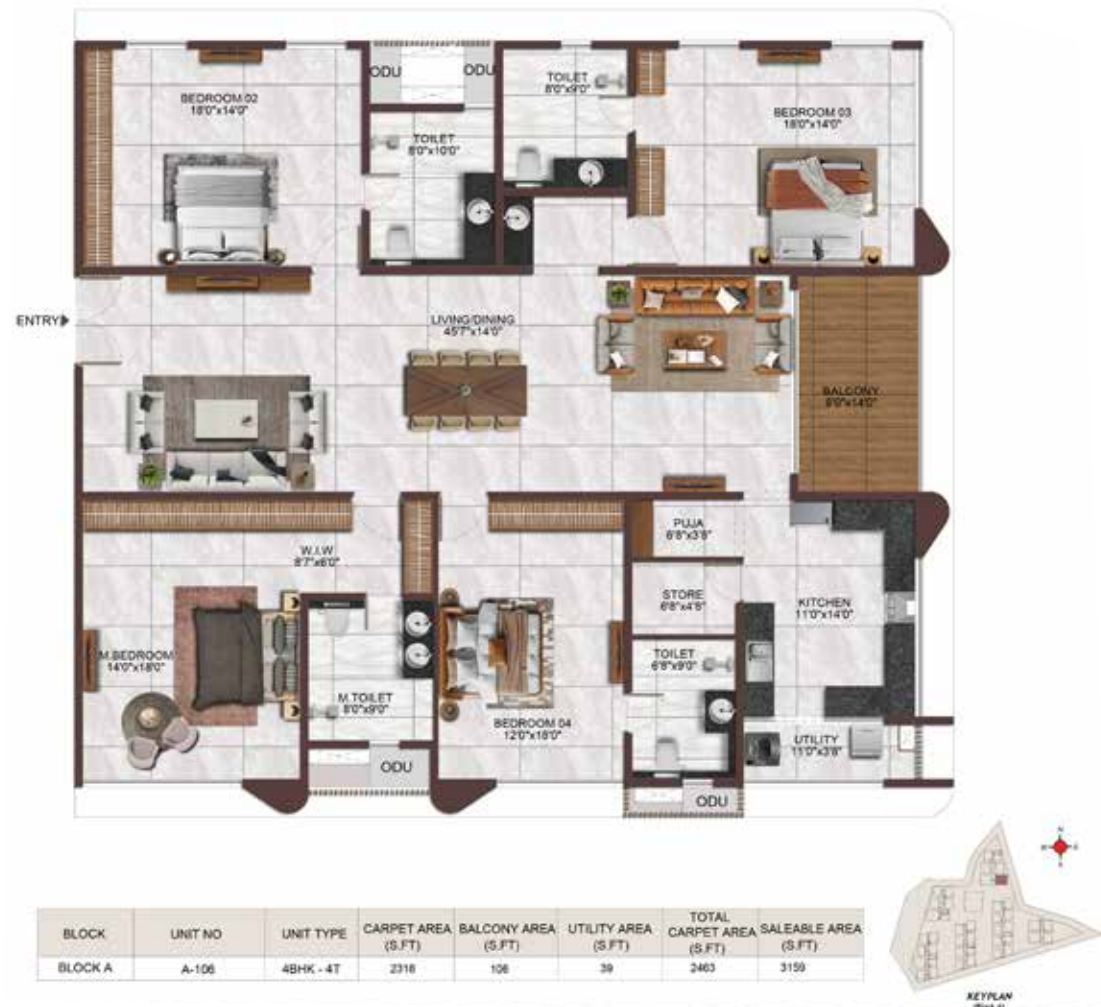 ODU
ODU
TOILET
8'0"x9'0"
BEDROOM 02
18'0"x14'0"
BEDROOM 03
18'0"x14'0"
TOILET
8'0"x10'0"
ENTRY
LIVING/DINING
45'7"x14'0"
BALCONY
8'0"x14'0"
PUJA
6'8"x3'8"
W.I.W
8'7"x6'0"
STORE
6'8"x4'8"
KITCHEN
11'0"x14'0"
M.BEDROOM
14'0"x18'0"
TOILET
6'8"x9'0"
M.TOILET
8'0"x9'0"
BEDROOM 04
12'0"x18'0"
UTILITY
11'0"x3'8"
ODU
ODU
N
BLOCK UNIT NO UNIT TYPE CARPET AREA (S.FT) BALCONY AREA (S.FT) UTILITY AREA (S.FT) TOTAL CARPET AREA (S.FT) SALEABLE AREA (S.FT)
BLOCK A A-106 4BHK - 4T 2318 106 39 2463 3159
KEYPLAN